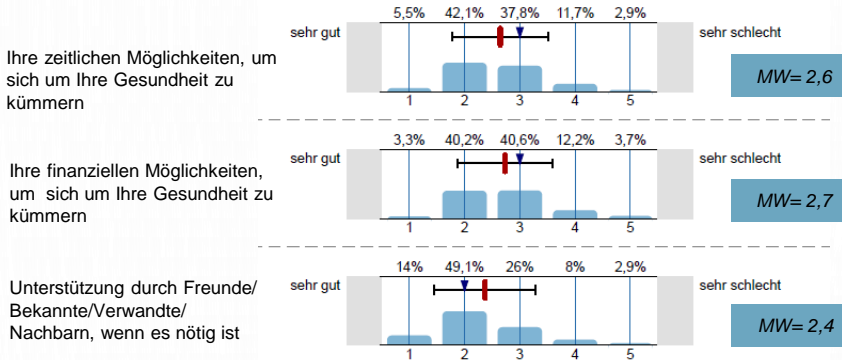 5,5% 42,1% 37,8% 11,7% 2,9%
sehr gut sehr schlecht
Ihre zeitlichen Möglichkeiten, um
sich um Ihre Gesundheit zu
kümmern
MW= 2,6
1 2 3 4 5
3,3% 40,2% 40,6% 12,2% 3,7%
sehr gut sehr schlecht
Ihre finanziellen Möglichkeiten,
um sich um Ihre Gesundheit zu
kümmern
MW= 2,7
1 2 3 4 5
14% 49,1% 26% 8% 2,9%
sehr gut sehr schlecht
Unterstützung durch Freunde/
Bekannte/Verwandte/
Nachbarn, wenn es nötig ist
MW= 2,4
1 2 3 4 5